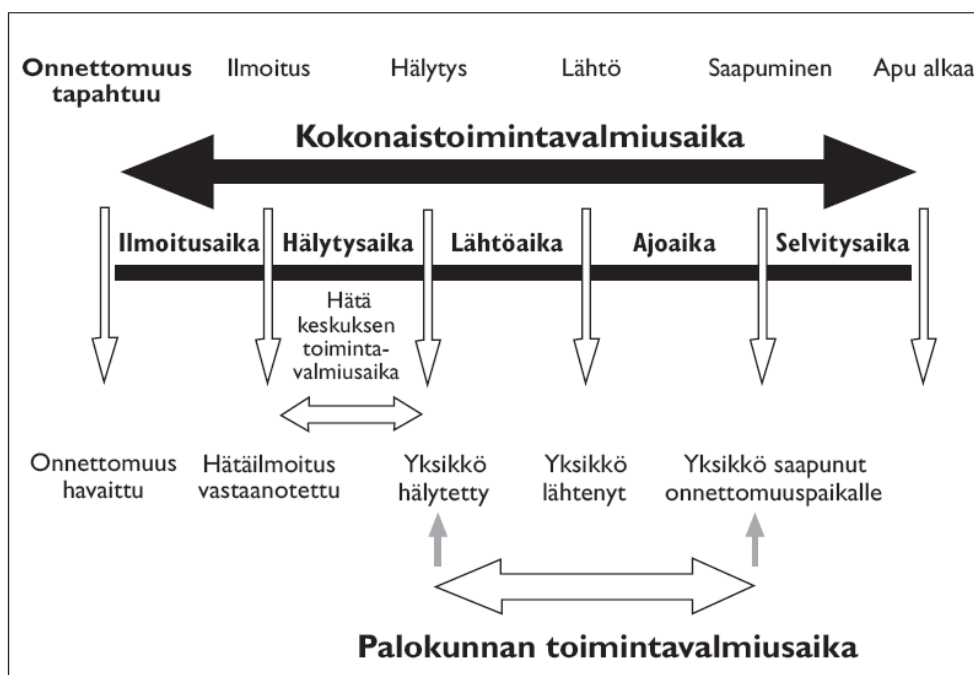 Onnettomuus Ilmoitus Hälytys Lähtö Saapuminen Apu alkaa
tapahtuu
Kokonaistoimintavalmiusaika
Ilmoitusaika Hälytysaika Lähtöaika Ajoaika Selvitysaika
Hätä
keskuksen
toiminta-
valmiusaika
Onnettomuus Hätäilmoitus Yksikkö Yksikkö Yksikkö saapunut
havaittu vastaanotettu hälytetty lähtenyt onnettomuuspaikalle
Palokunnan toimintavalmiusaika